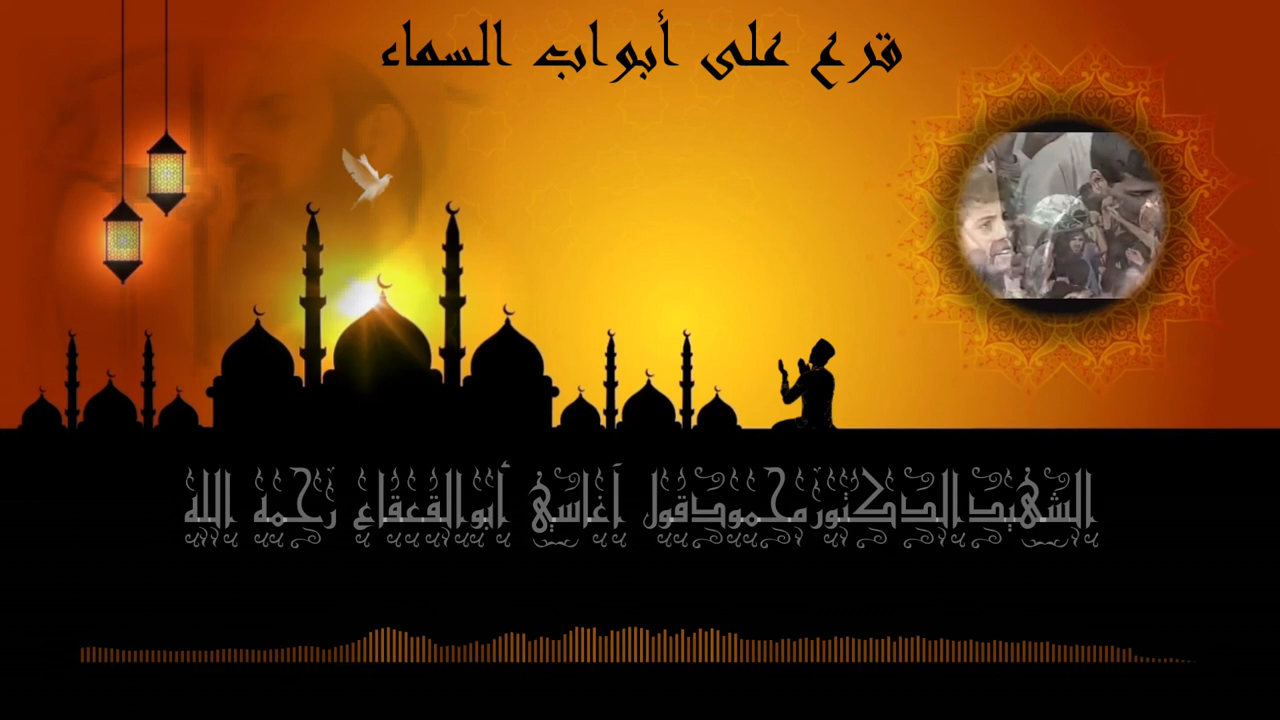 قرع على أبواب السماء
الشهيد الدكتور محمود قول آغاسي أبو القعقاع رحمه الله